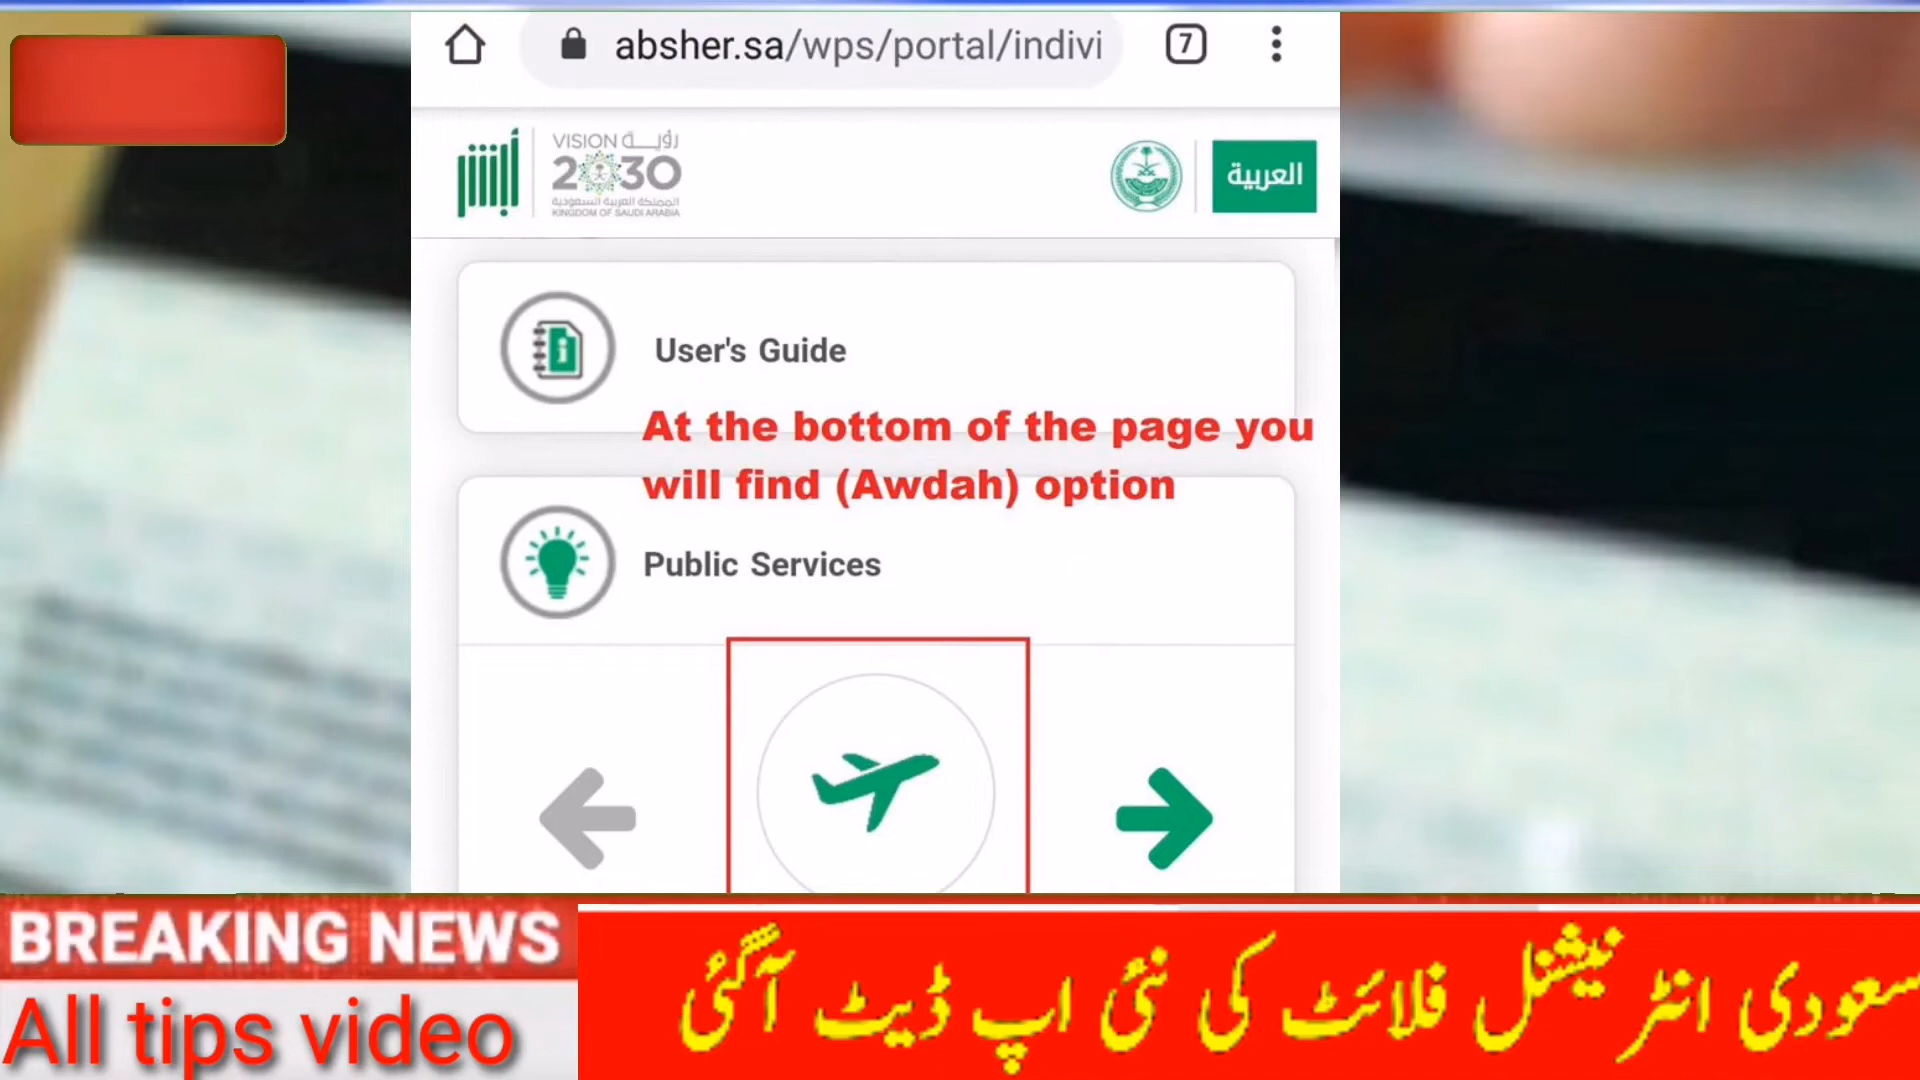 absher.sa/wps/portal/indivi
7
VISION رؤية
2030
المملكة العربية السعودية
KINGDOM OF SAUDI ARABIA
العربية
User's Guide
At the bottom of the page you
will find (Awdah) option
Public Services
BREAKING NEWS
All tips video
سعودی انٹرنیشنل فلائٹ کی نئی اپ ڈیٹ آگئی